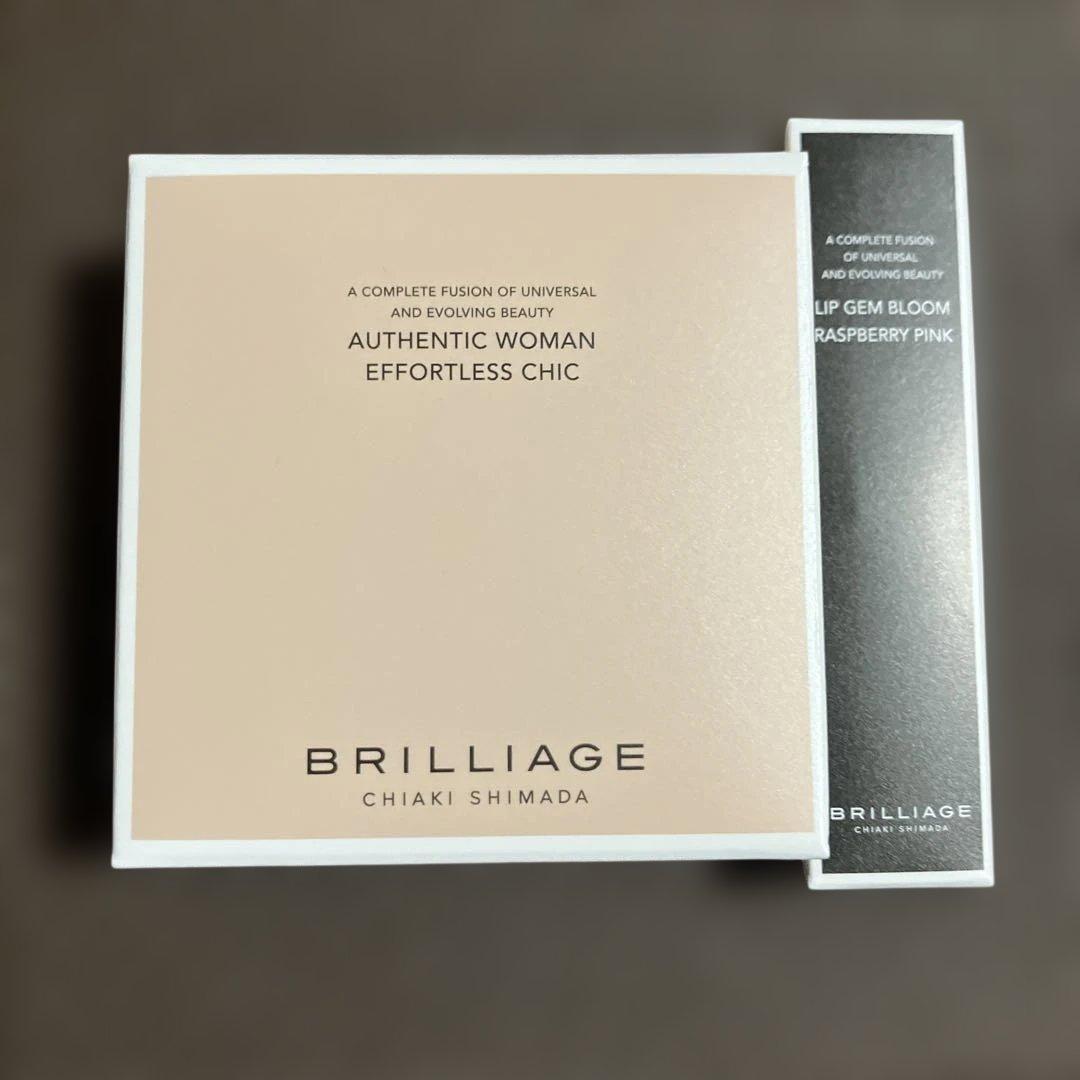 A COMPLETE FUSION OF UNIVERSAL
AND EVOLVING BEAUTY
AUTHENTIC WOMAN
EFFORTLESS CHIC
BRILLIAGE
CHIAKI SHIMADA
A COMPLETE FUSION
OF UNIVERSAL
AND EVOLVING BEAUTY
LIP GEM BLOOM
RASPBERRY PINK
BRILLIAGE
CHIAKI SHIMADA